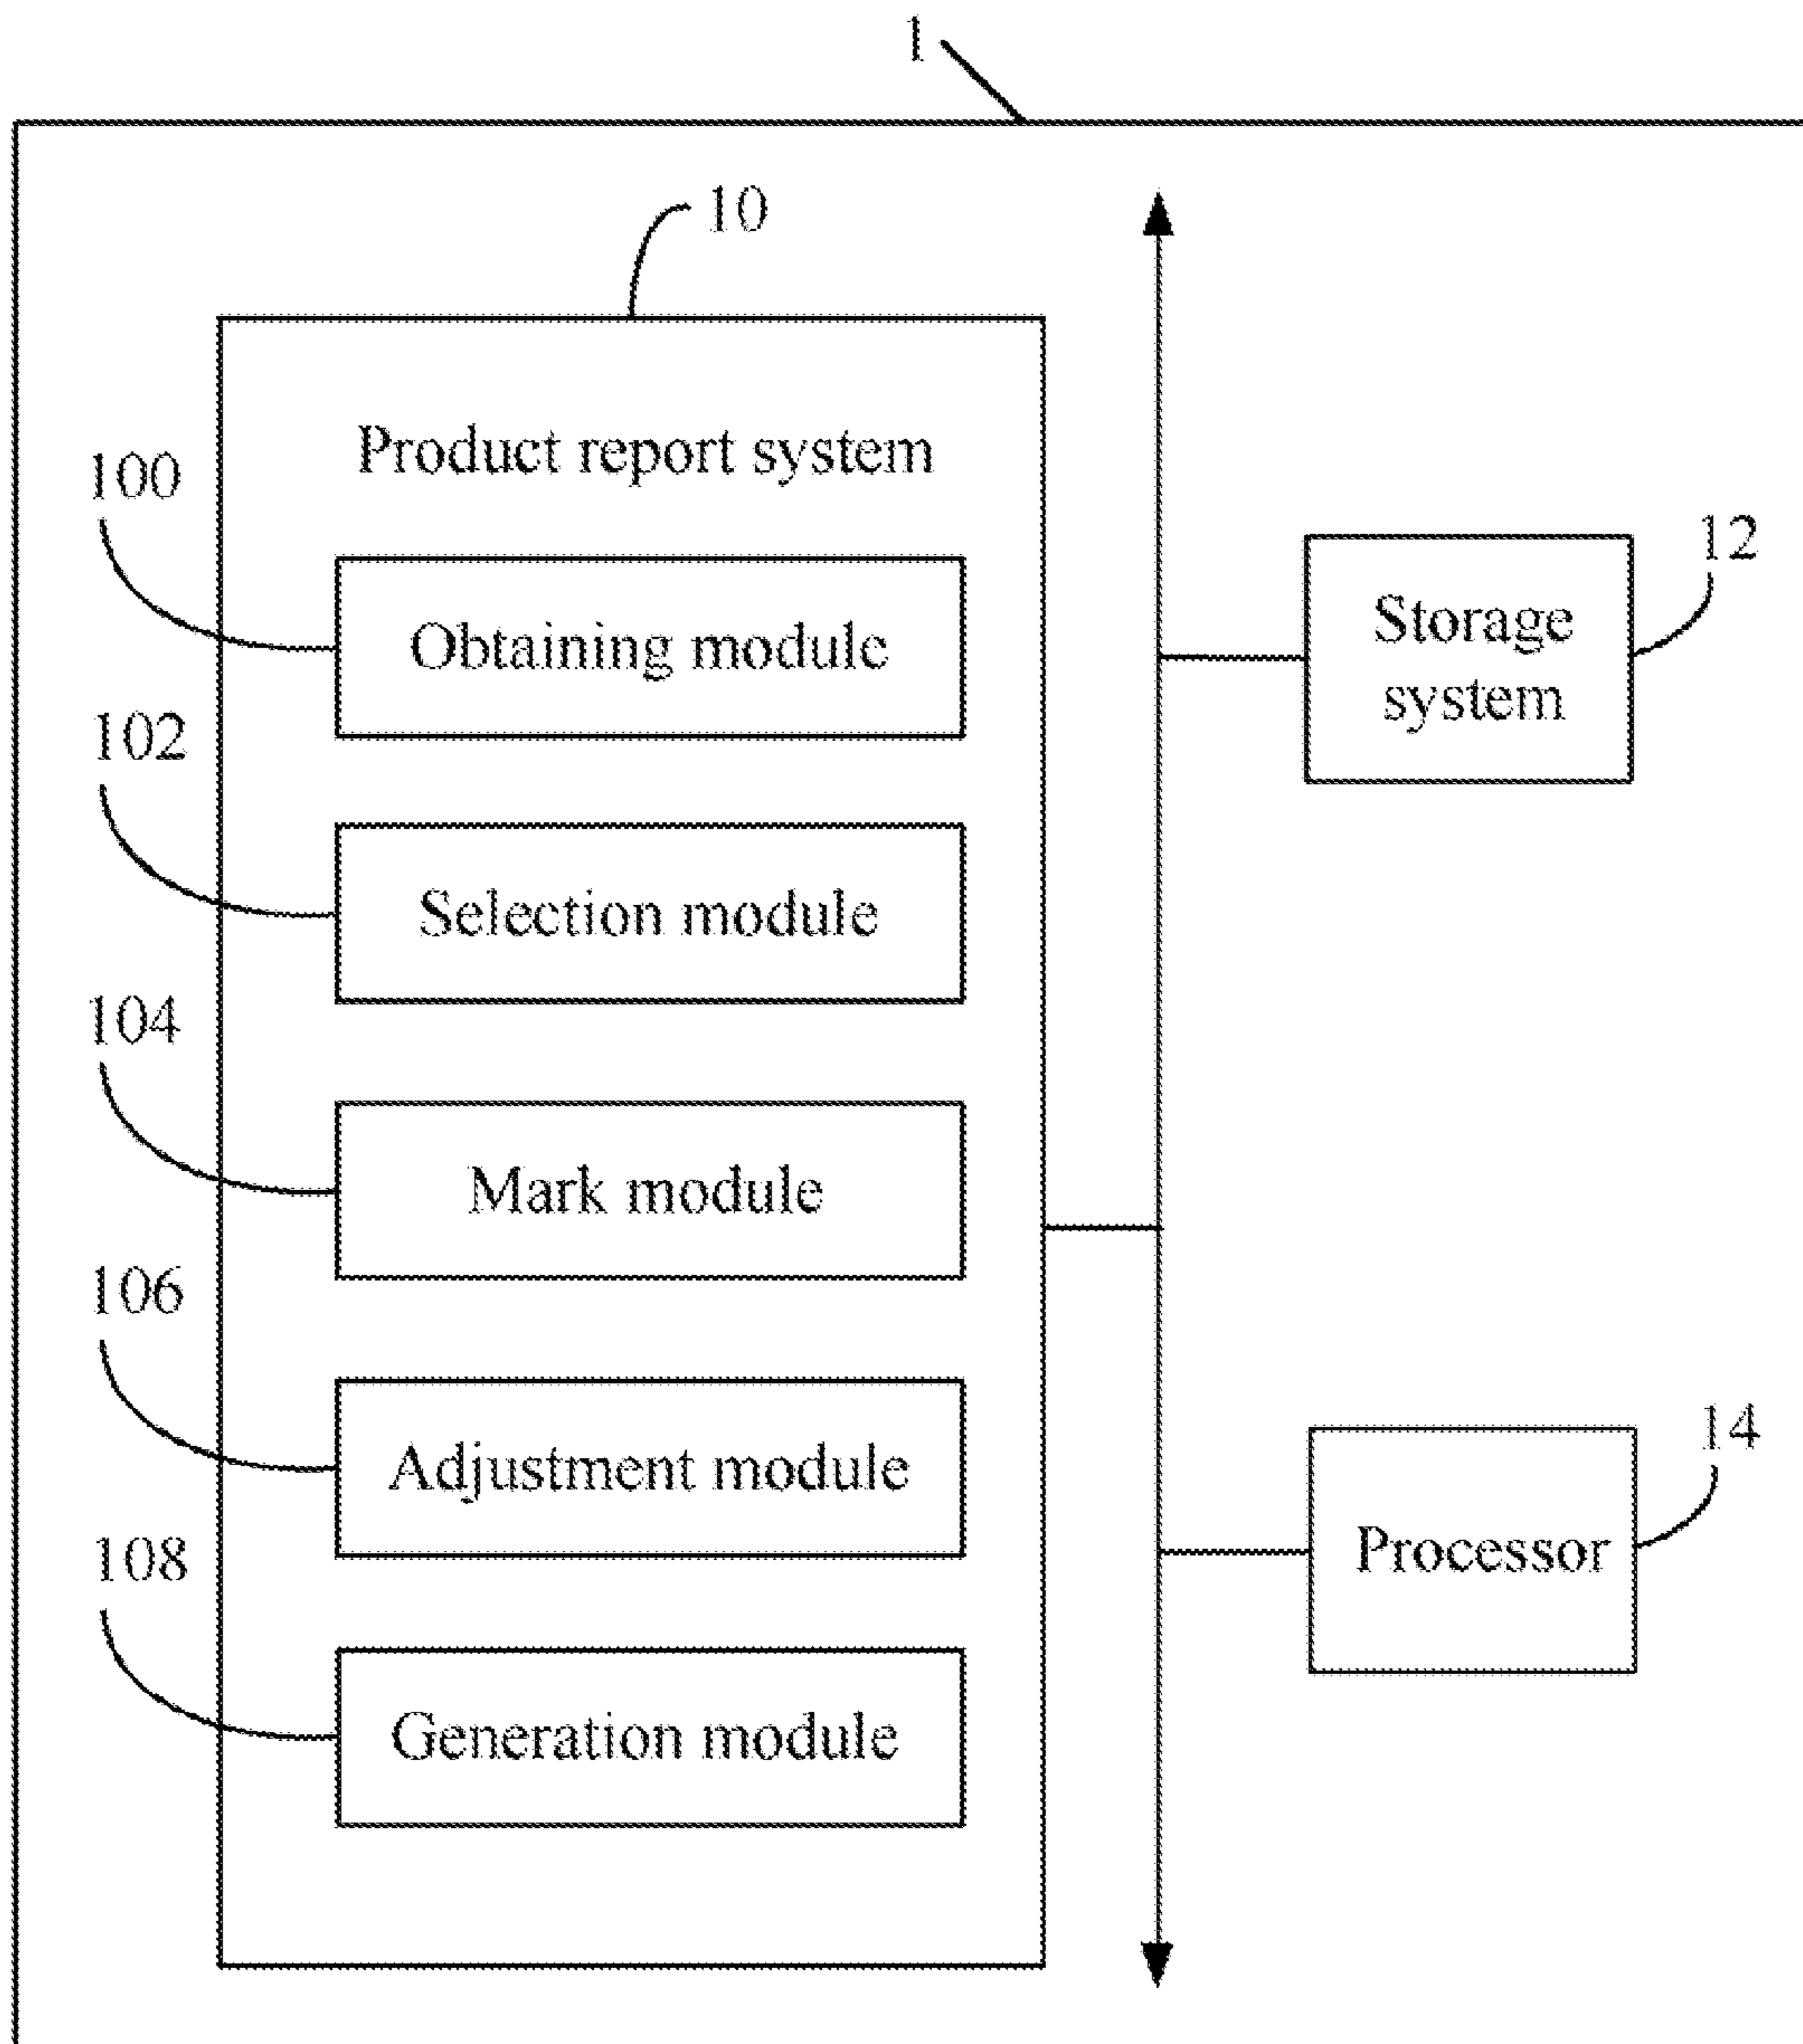 1
10
Product report system
100
Obtaining module
12
Storage
system
102
Selection module
104
Mark module
106
Adjustment module
14
Processor
108
Generation module